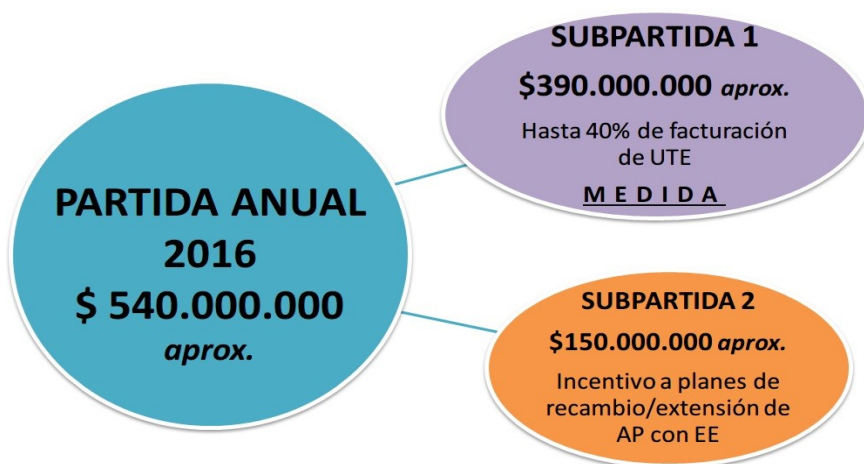 PARTIDA ANUAL
2016
$ 540.000.000
aprox.
SUBPARTIDA 1
$390.000.000 aprox.
Hasta 40% de facturación
de UTE
MEDIDA
SUBPARTIDA 2
$150.000.000 aprox.
Incentivo a planes de
recambio/extensión de
AP con EE